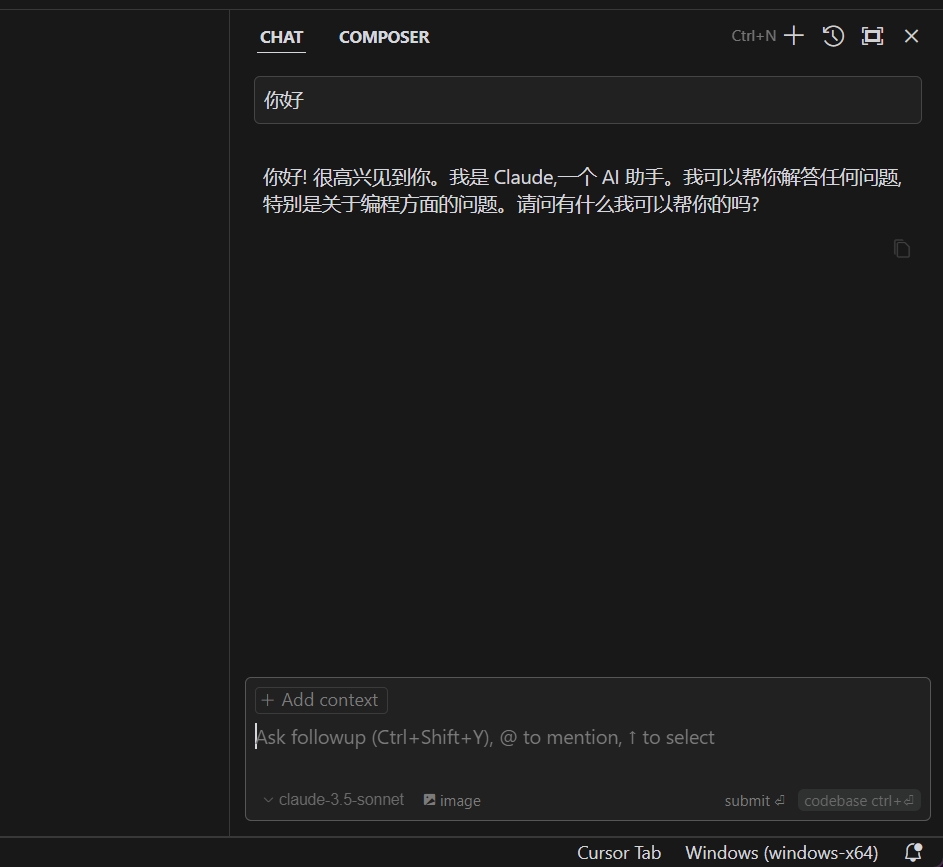 CHAT COMPOSER Ctrl+N
你好
你好! 很高兴见到你。我是 Claude,一个 AI 助手。我可以帮你解答任何问题,
特别是关于编程方面的问题。请问有什么我可以帮你的吗?
+ Add context
Ask followup (Ctrl+Shift+Y), @ to mention, ↑ to select
claude-3.5-sonnet image submit ⏎ codebase ctrl+⏎
Cursor Tab Windows (windows-x64)